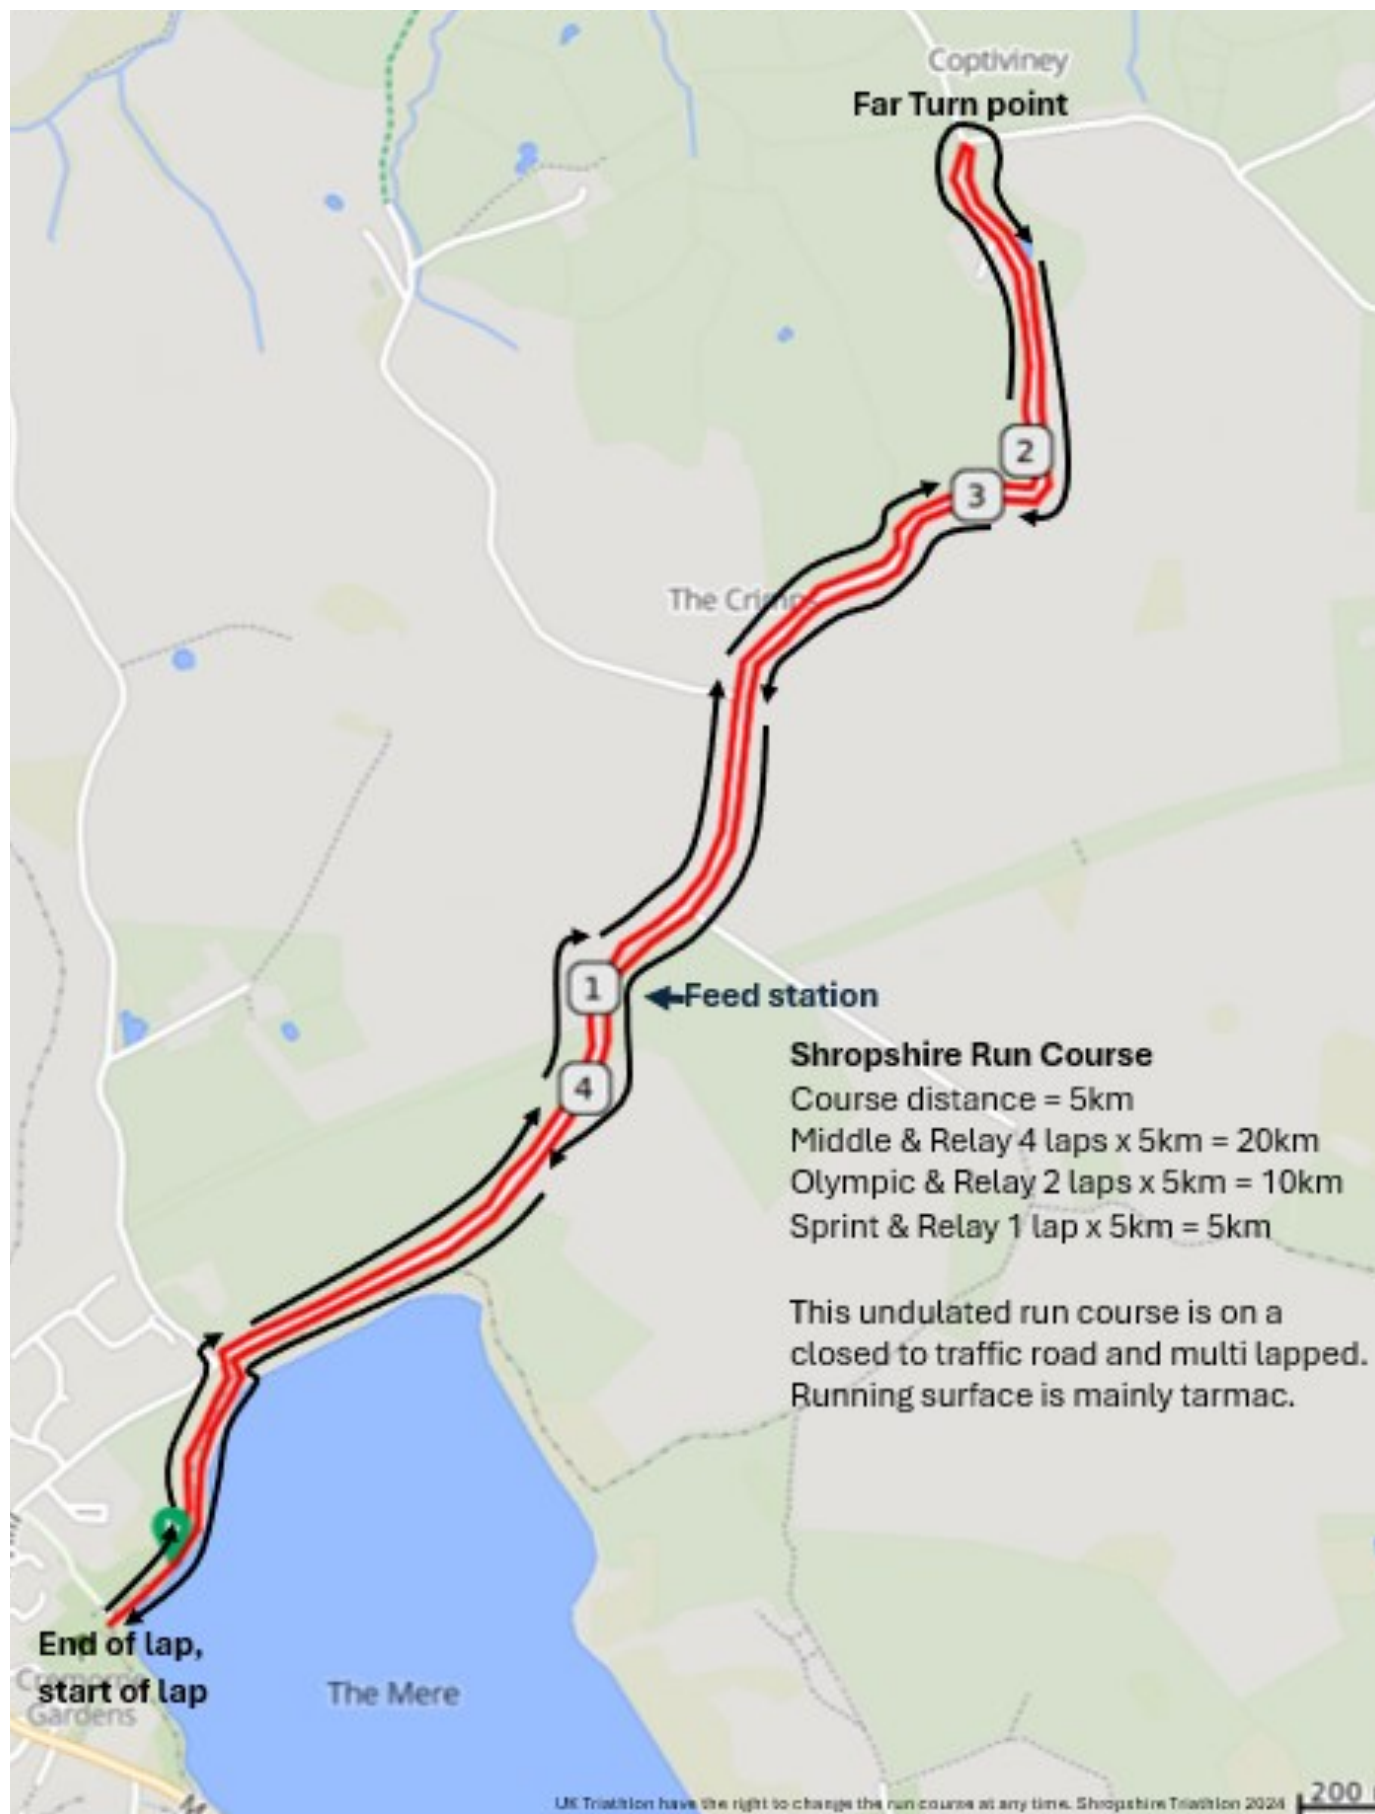 Coptiviney
Far Turn point
2
3
The Crimps
1
Feed station
4
Shropshire Run Course
Course distance = 5km
Middle & Relay 4 laps x 5km = 20km
Olympic & Relay 2 laps x 5km = 10km
Sprint & Relay 1 lap x 5km = 5km
This undulated run course is on a
closed to traffic road and multi lapped.
Running surface is mainly tarmac.
End of lap,
start of lap
Cremorne
Gardens
The Mere
200
UK Triathlon have the right to change the run course at any time. Shropshire Triathlon 2024